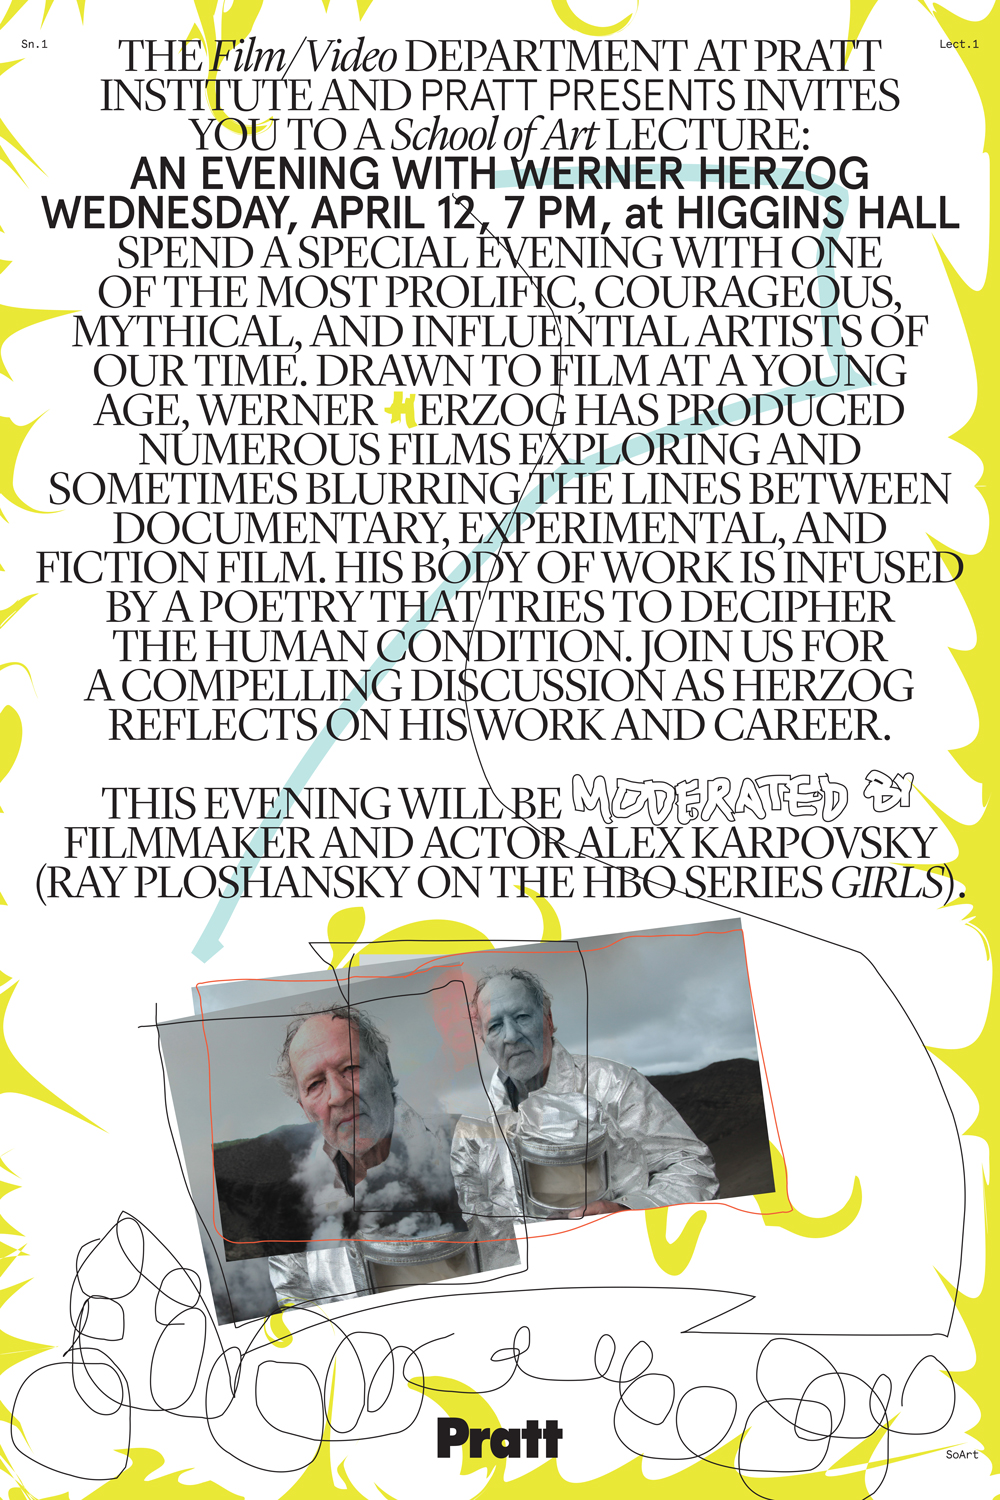 Sn.1
Lect.1
THE Film/Video DEPARTMENT AT PRATT
INSTITUTE AND PRATT PRESENTS INVITES
YOU TO A School of Art LECTURE:
AN EVENING WITH WERNER HERZOG
WEDNESDAY, APRIL 12, 7 PM, at HIGGINS HALL
SPEND A SPECIAL EVENING WITH ONE
OF THE MOST PROLIFIC, COURAGEOUS,
MYTHICAL, AND INFLUENTIAL ARTISTS OF
OUR TIME. DRAWN TO FILM AT A YOUNG
AGE, WERNER HERZOG HAS PRODUCED
NUMEROUS FILMS EXPLORING AND
SOMETIMES BLURRING THE LINES BETWEEN
DOCUMENTARY, EXPERIMENTAL, AND
FICTION FILM. HIS BODY OF WORK IS INFUSED
BY A POETRY THAT TRIES TO DECIPHER
THE HUMAN CONDITION. JOIN US FOR
A COMPELLING DISCUSSION AS HERZOG
REFLECTS ON HIS WORK AND CAREER.
THIS EVENING WILL BE MODERATED BY
FILMMAKER AND ACTOR ALEX KARPOVSKY
(RAY PLOSHANSKY ON THE HBO SERIES GIRLS).
Pratt
SoArt